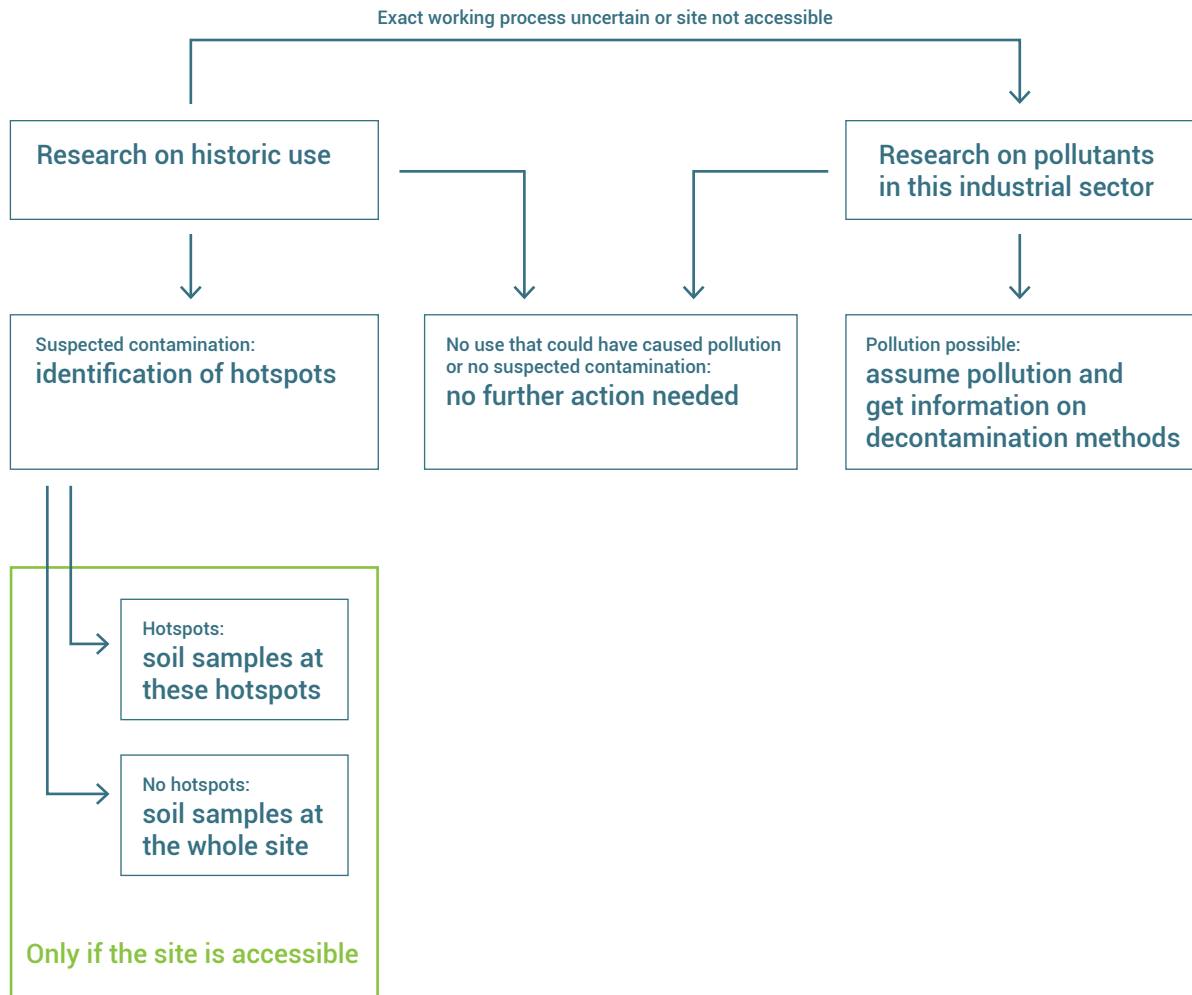 Exact working process uncertain or site not accessible
Research on historic use
Research on pollutants
in this industrial sector
Suspected contamination:
identification of hotspots
No use that could have caused pollution
or no suspected contamination:
no further action needed
Pollution possible:
assume pollution and
get information on
decontamination methods
Hotspots:
soil samples at
these hotspots
No hotspots:
soil samples at
the whole site
Only if the site is accessible